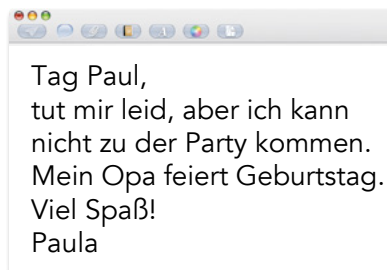 Tag Paul,
tut mir leid, aber ich kann
nicht zu der Party kommen.
Mein Opa feiert Geburtstag.
Viel Spaß!
Paula